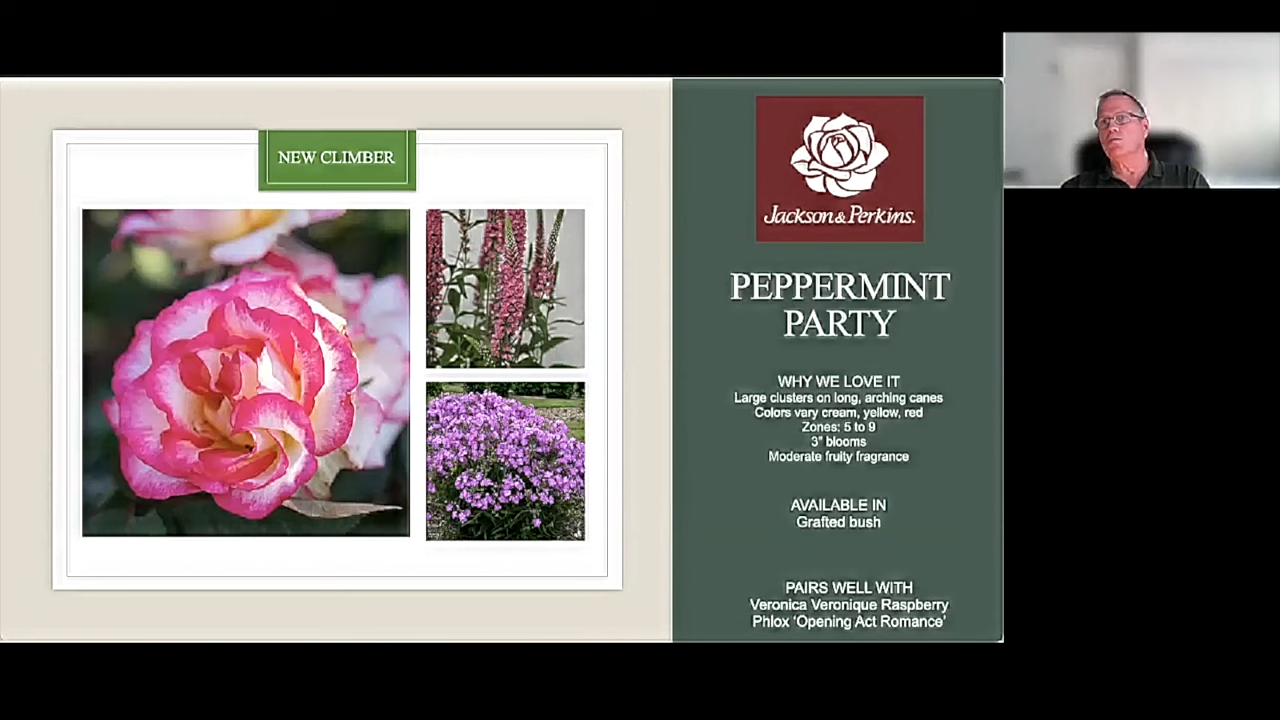 NEW CLIMBER
Jackson & Perkins.
PEPPERMINT
PARTY
WHY WE LOVE IT
Large clusters on long, arching canes
Colors vary cream, yellow, red
Zones: 5 to 9
3" blooms
Moderate fruity fragrance
AVAILABLE IN
Grafted bush
PAIRS WELL WITH
Veronica Veronique Raspberry
Phlox ‘Opening Act Romance’